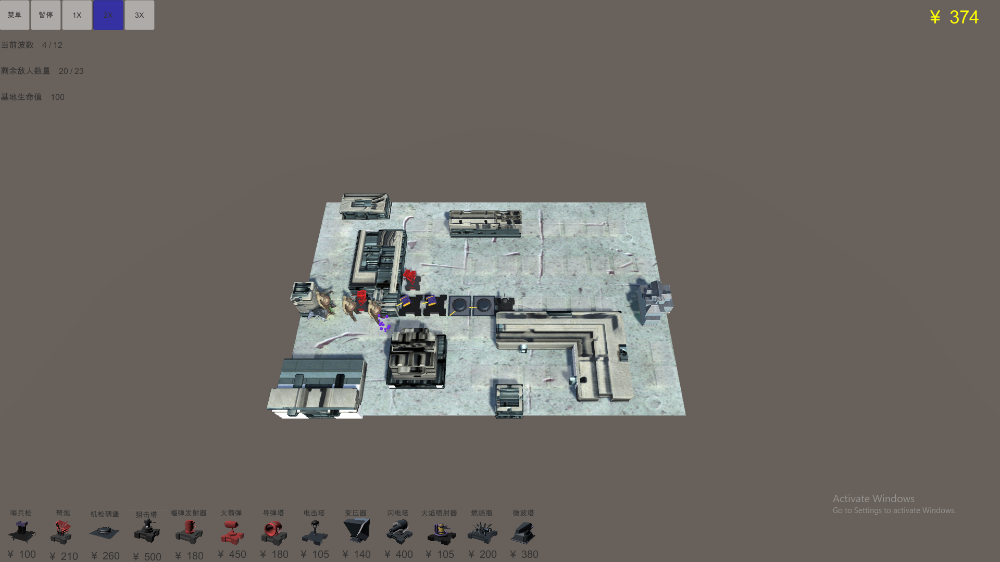 菜单 暂停 1X 2X 3X
¥ 374
当前波数 4 / 12
剩余敌人数量 20 / 23
基地生命值 100
Activate Windows
Go to Settings to activate Windows.
哨兵枪 弩炮 机枪碉堡 狙击塔 榴弹发射器 火箭弹 导弹塔 电击塔 变压器 闪电塔 火焰喷射器 燃烧瓶 微波塔
¥ 100 ¥ 210 ¥ 260 ¥ 500 ¥ 180 ¥ 450 ¥ 180 ¥ 105 ¥ 140 ¥ 400 ¥ 105 ¥ 200 ¥ 380